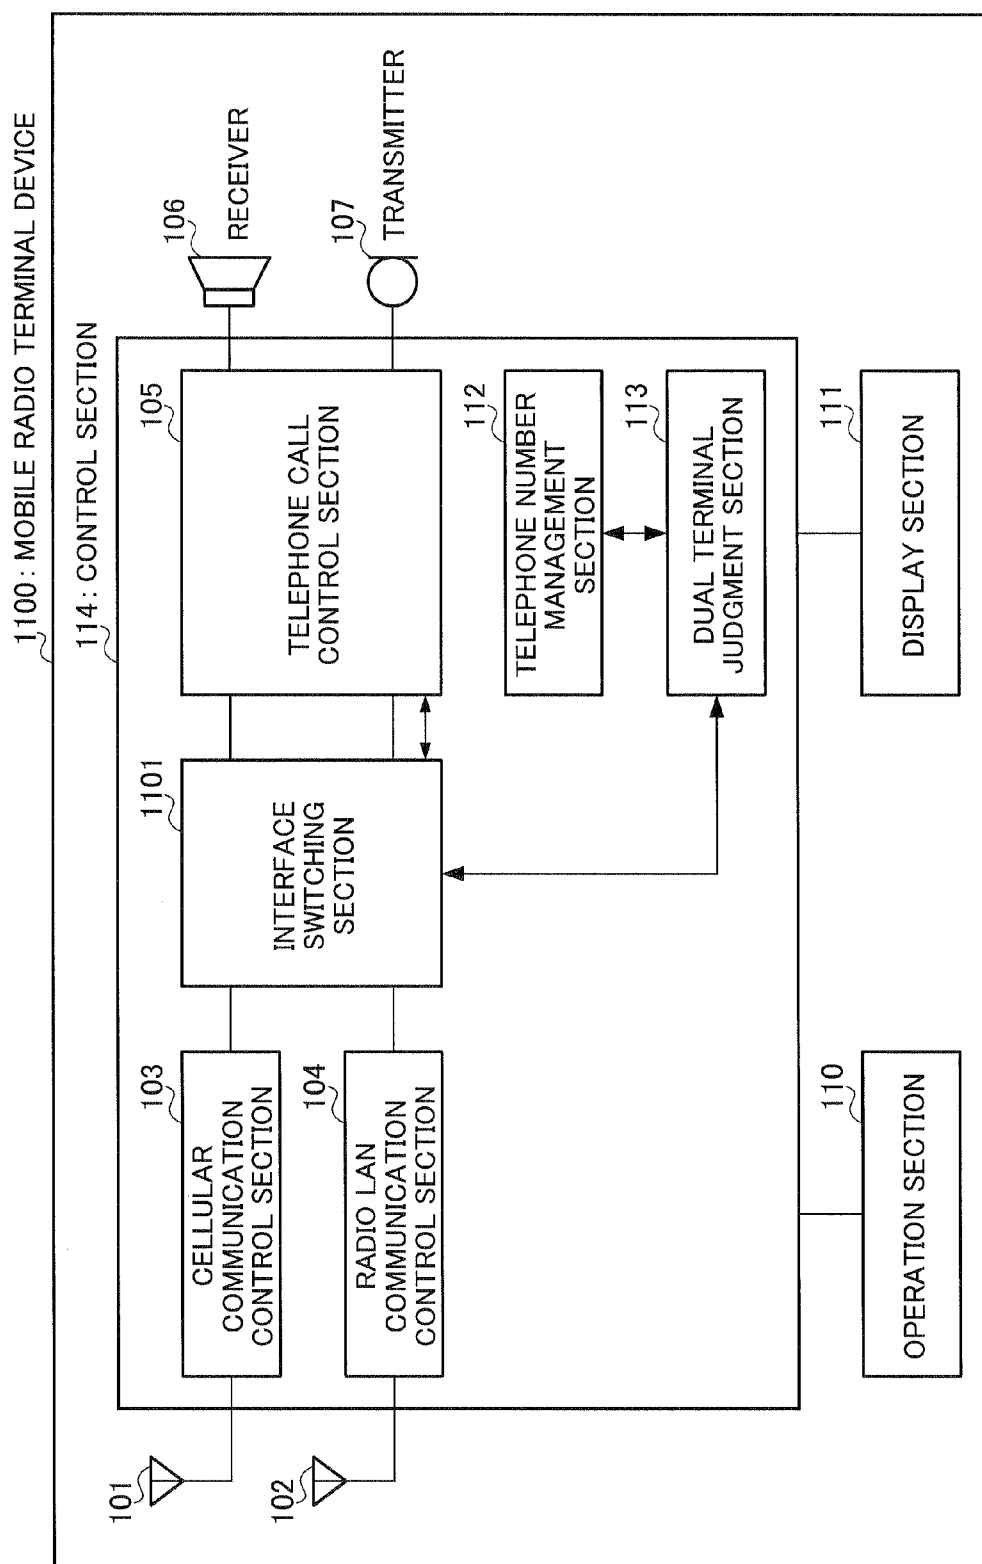 1100 : MOBILE RADIO TERMINAL DEVICE
114 : CONTROL SECTION
101
102
103
CELLULAR
COMMUNICATION
CONTROL SECTION
104
RADIO LAN
COMMUNICATION
CONTROL SECTION
1101
INTERFACE
SWITCHING
SECTION
105
TELEPHONE CALL
CONTROL SECTION
106
RECEIVER
107
TRANSMITTER
112
TELEPHONE NUMBER
MANAGEMENT
SECTION
113
DUAL TERMINAL
JUDGMENT SECTION
110
OPERATION SECTION
111
DISPLAY SECTION